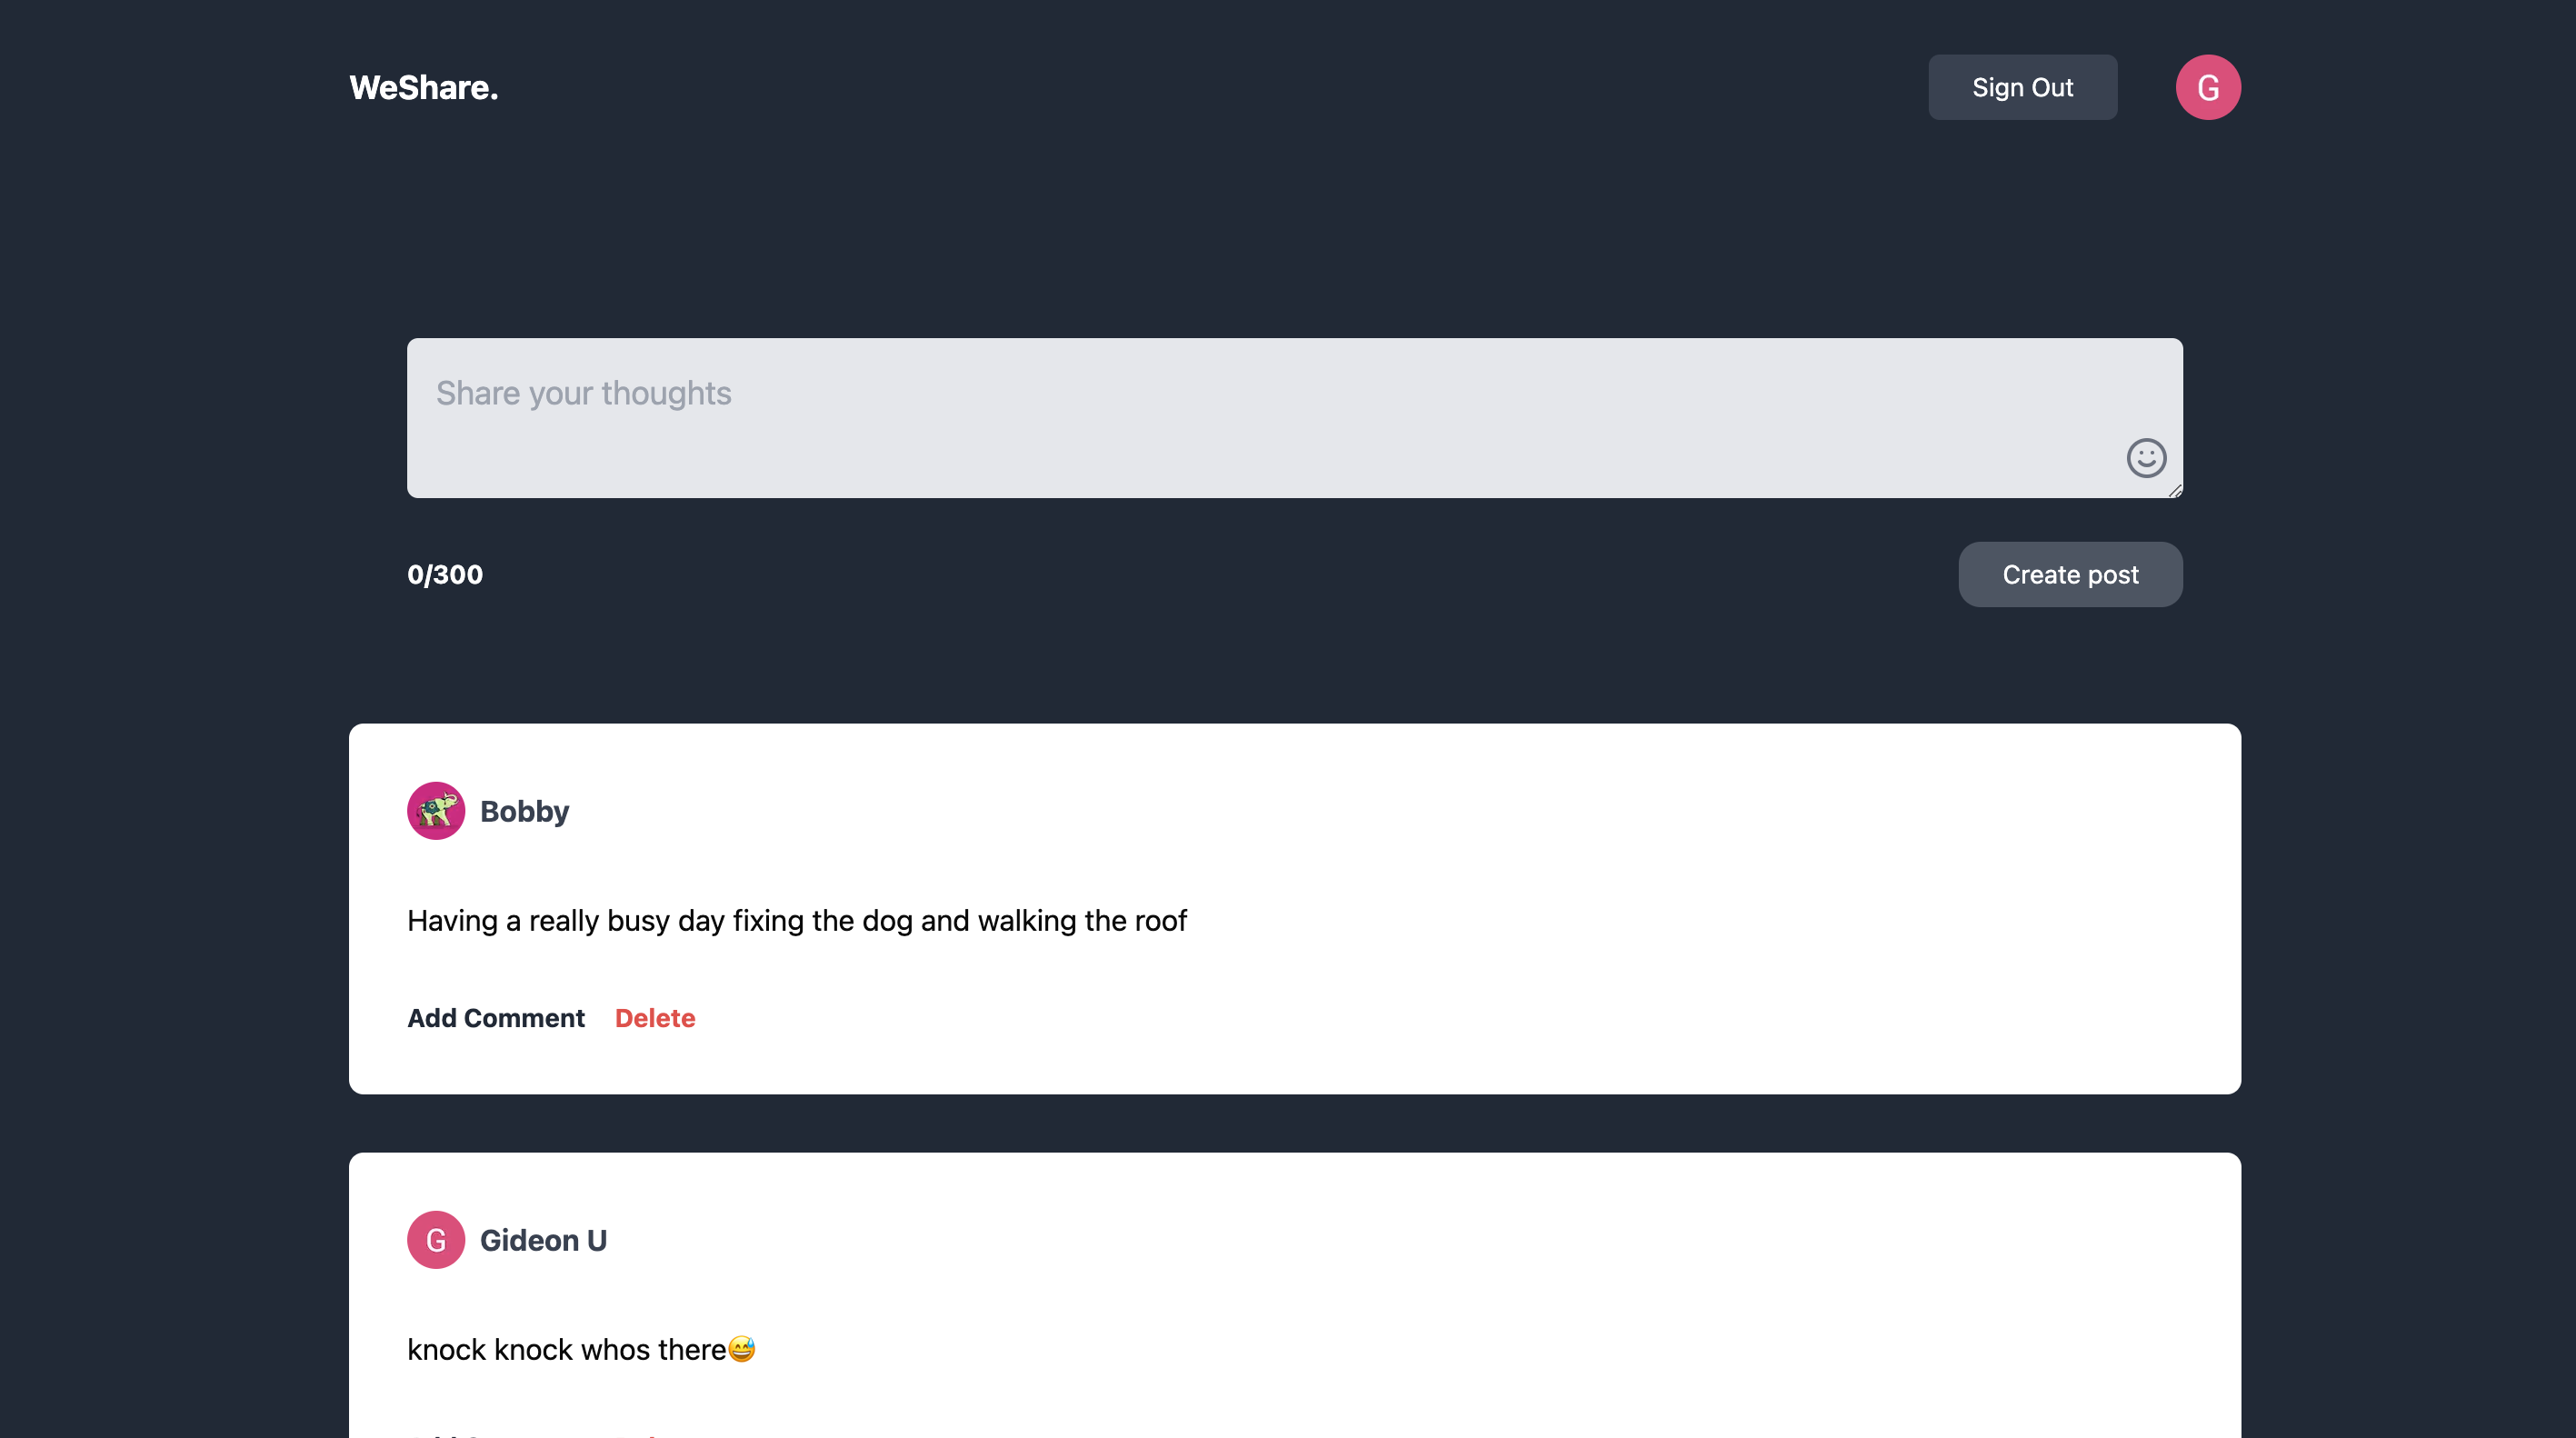 WeShare.
Sign Out
G
Share your thoughts
0/300
Create post
Bobby
Having a really busy day fixing the dog and walking the roof
Add Comment Delete
G Gideon U
knock knock whos there😅